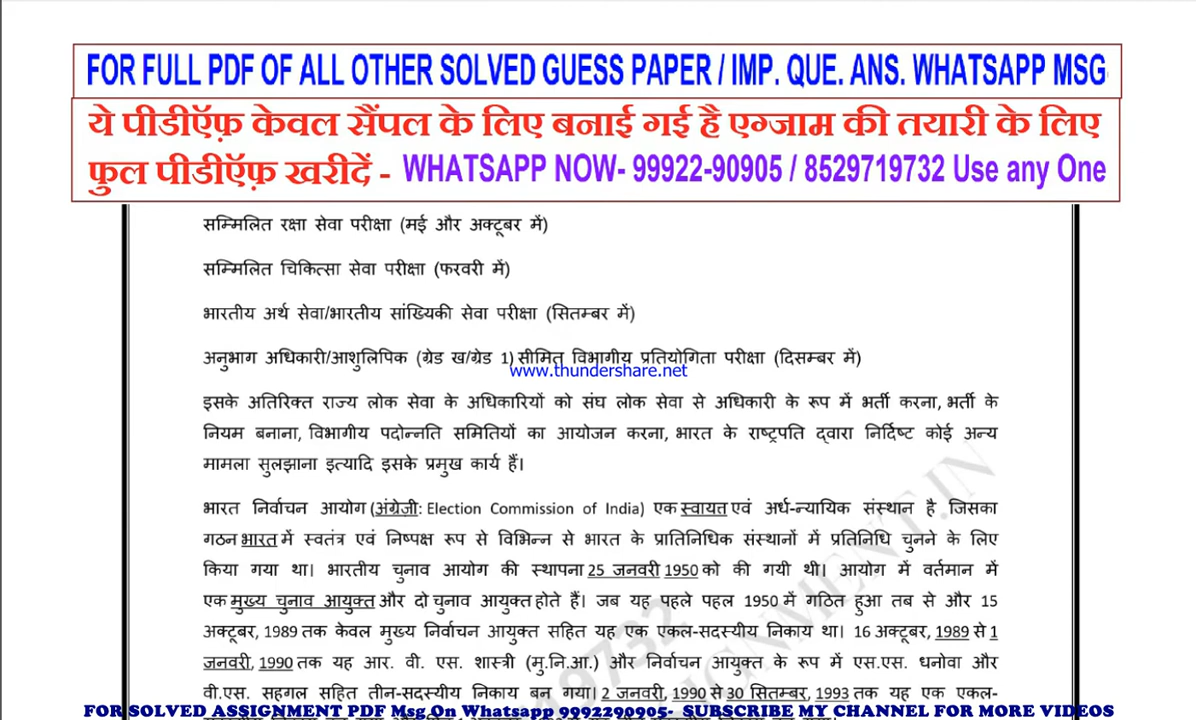 FOR FULL PDF OF ALL OTHER SOLVED GUESS PAPER / IMP. QUE. ANS. WHATSAPP MSG
ये पीडीऍफ़ केवल सैंपल के लिए बनाई गई है एग्जाम की तयारी के लिए
फुल पीडीऍफ़ खरीदें - WHATSAPP NOW- 99922-90905 / 8529719732 Use any One
सम्मिलित रक्षा सेवा परीक्षा (मई और अक्टूबर में)
सम्मिलित चिकित्सा सेवा परीक्षा (फरवरी में)
भारतीय अर्थ सेवा/भारतीय सांख्यिकी सेवा परीक्षा (सितम्बर में)
अनुभाग अधिकारी/आशुलिपिक (ग्रेड ख/ग्रेड 1) सीमित विभागीय प्रतियोगिता परीक्षा (दिसम्बर में)
www.thundershare.net
इसके अतिरिक्त राज्य लोक सेवा के अधिकारियों को संघ लोक सेवा से अधिकारी के रूप में भर्ती करना, भर्ती के
नियम बनाना, विभागीय पदोन्नति समितियों का आयोजन करना, भारत के राष्ट्रपति द्वारा निर्दिष्ट कोई अन्य
मामला सुलझाना इत्यादि इसके प्रमुख कार्य हैं।
भारत निर्वाचन आयोग (अंग्रेजी: Election Commission of India) एक स्वायत एवं अर्ध-न्यायिक संस्थान है जिसका
गठन भारत में स्वतंत्र एवं निष्पक्ष रूप से विभिन्न से भारत के प्रातिनिधिक संस्थानों में प्रतिनिधि चुनने के लिए
किया गया था। भारतीय चुनाव आयोग की स्थापना 25 जनवरी 1950 को की गयी थी। आयोग में वर्तमान में
एक मुख्य चुनाव आयुक्त और दो चुनाव आयुक्त होते हैं। जब यह पहले पहल 1950 में गठित हुआ तब से और 15
अक्टूबर, 1989 तक केवल मुख्य निर्वाचन आयुक्त सहित यह एक एकल-सदस्यीय निकाय था। 16 अक्टूबर, 1989 से 1
जनवरी, 1990 तक यह आर. वी. एस. शास्त्री (मु.नि.आ.) और निर्वाचन आयुक्त के रूप में एस.एस. धनोवा और
वी.एस. सहगल सहित तीन-सदस्यीय निकाय बन गया। 2 जनवरी, 1990 से 30 सितम्बर, 1993 तक यह एक एकल-
FOR SOLVED ASSIGNMENT PDF Msg On Whatsapp 9992290905- SUBSCRIBE MY CHANNEL FOR MORE VIDEOS